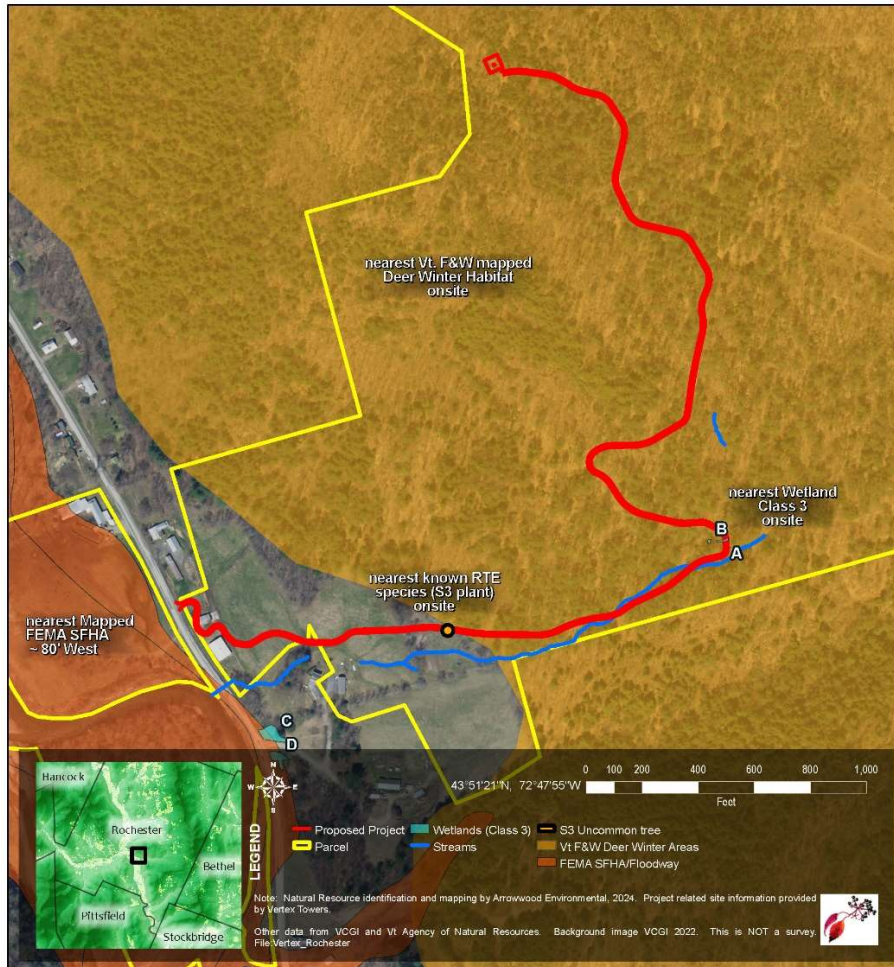 nearest Vt. F&W mapped
Deer Winter Habitat
onsite
nearest Wetland
Class 3
onsite
B
A
nearest known RTE
species (S3 plant)
onsite
nearest Mapped
FEMA SFHA
~ 80' West
C
D
Hancock
Rochester
Bethel
Pittsfield
Stockbridge
N
W E
S
43°51'21"N, 72°47'55"W
0 100 200 400 600 800 1,000
Feet
LEGEND
Proposed Project
Parcel
Wetlands (Class 3)
Streams
S3 Uncommon tree
Vt F&W Deer Winter Areas
FEMA SFHA/Floodway
Note: Natural Resource identification and mapping by Arrowwood Environmental, 2024. Project related site information provided
by Vertex Towers.
Other data from VCGI and Vt Agency of Natural Resources. Background image VCGI 2022. This is NOT a survey.
File:Vertex_Rochester